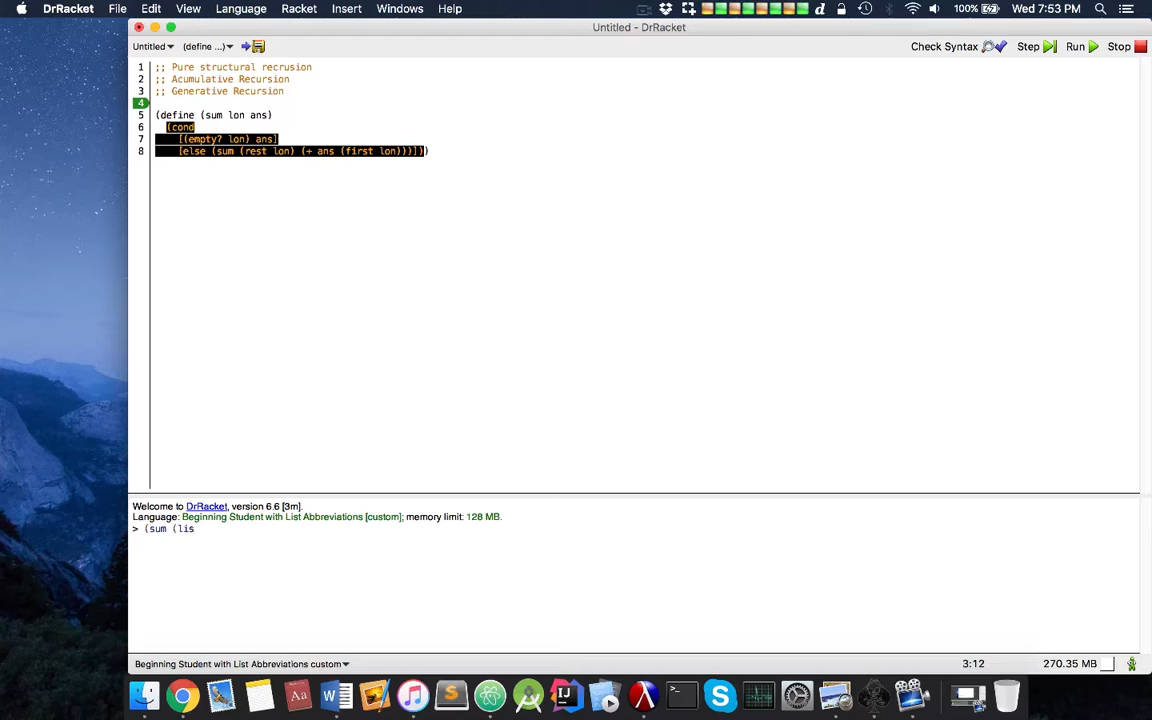 DrRacket File Edit View Language Racket Insert Windows Help 100% Wed 7:53 PM
Untitled - DrRacket
Untitled (define ...) Check Syntax Step Run Stop
1 ;; Pure structural recrusion
2 ;; Acumulative Recursion
3 ;; Generative Recursion
4
5 (define (sum lon ans)
6 (cond
7 [(empty? lon) ans]
8 [else (sum (rest lon) (+ ans (first lon)))]))
Welcome to DrRacket, version 6.6 [3m].
Language: Beginning Student with List Abbreviations [custom]; memory limit: 128 MB.
> (sum (lis
Beginning Student with List Abbreviations custom 3:12 270.35 MB